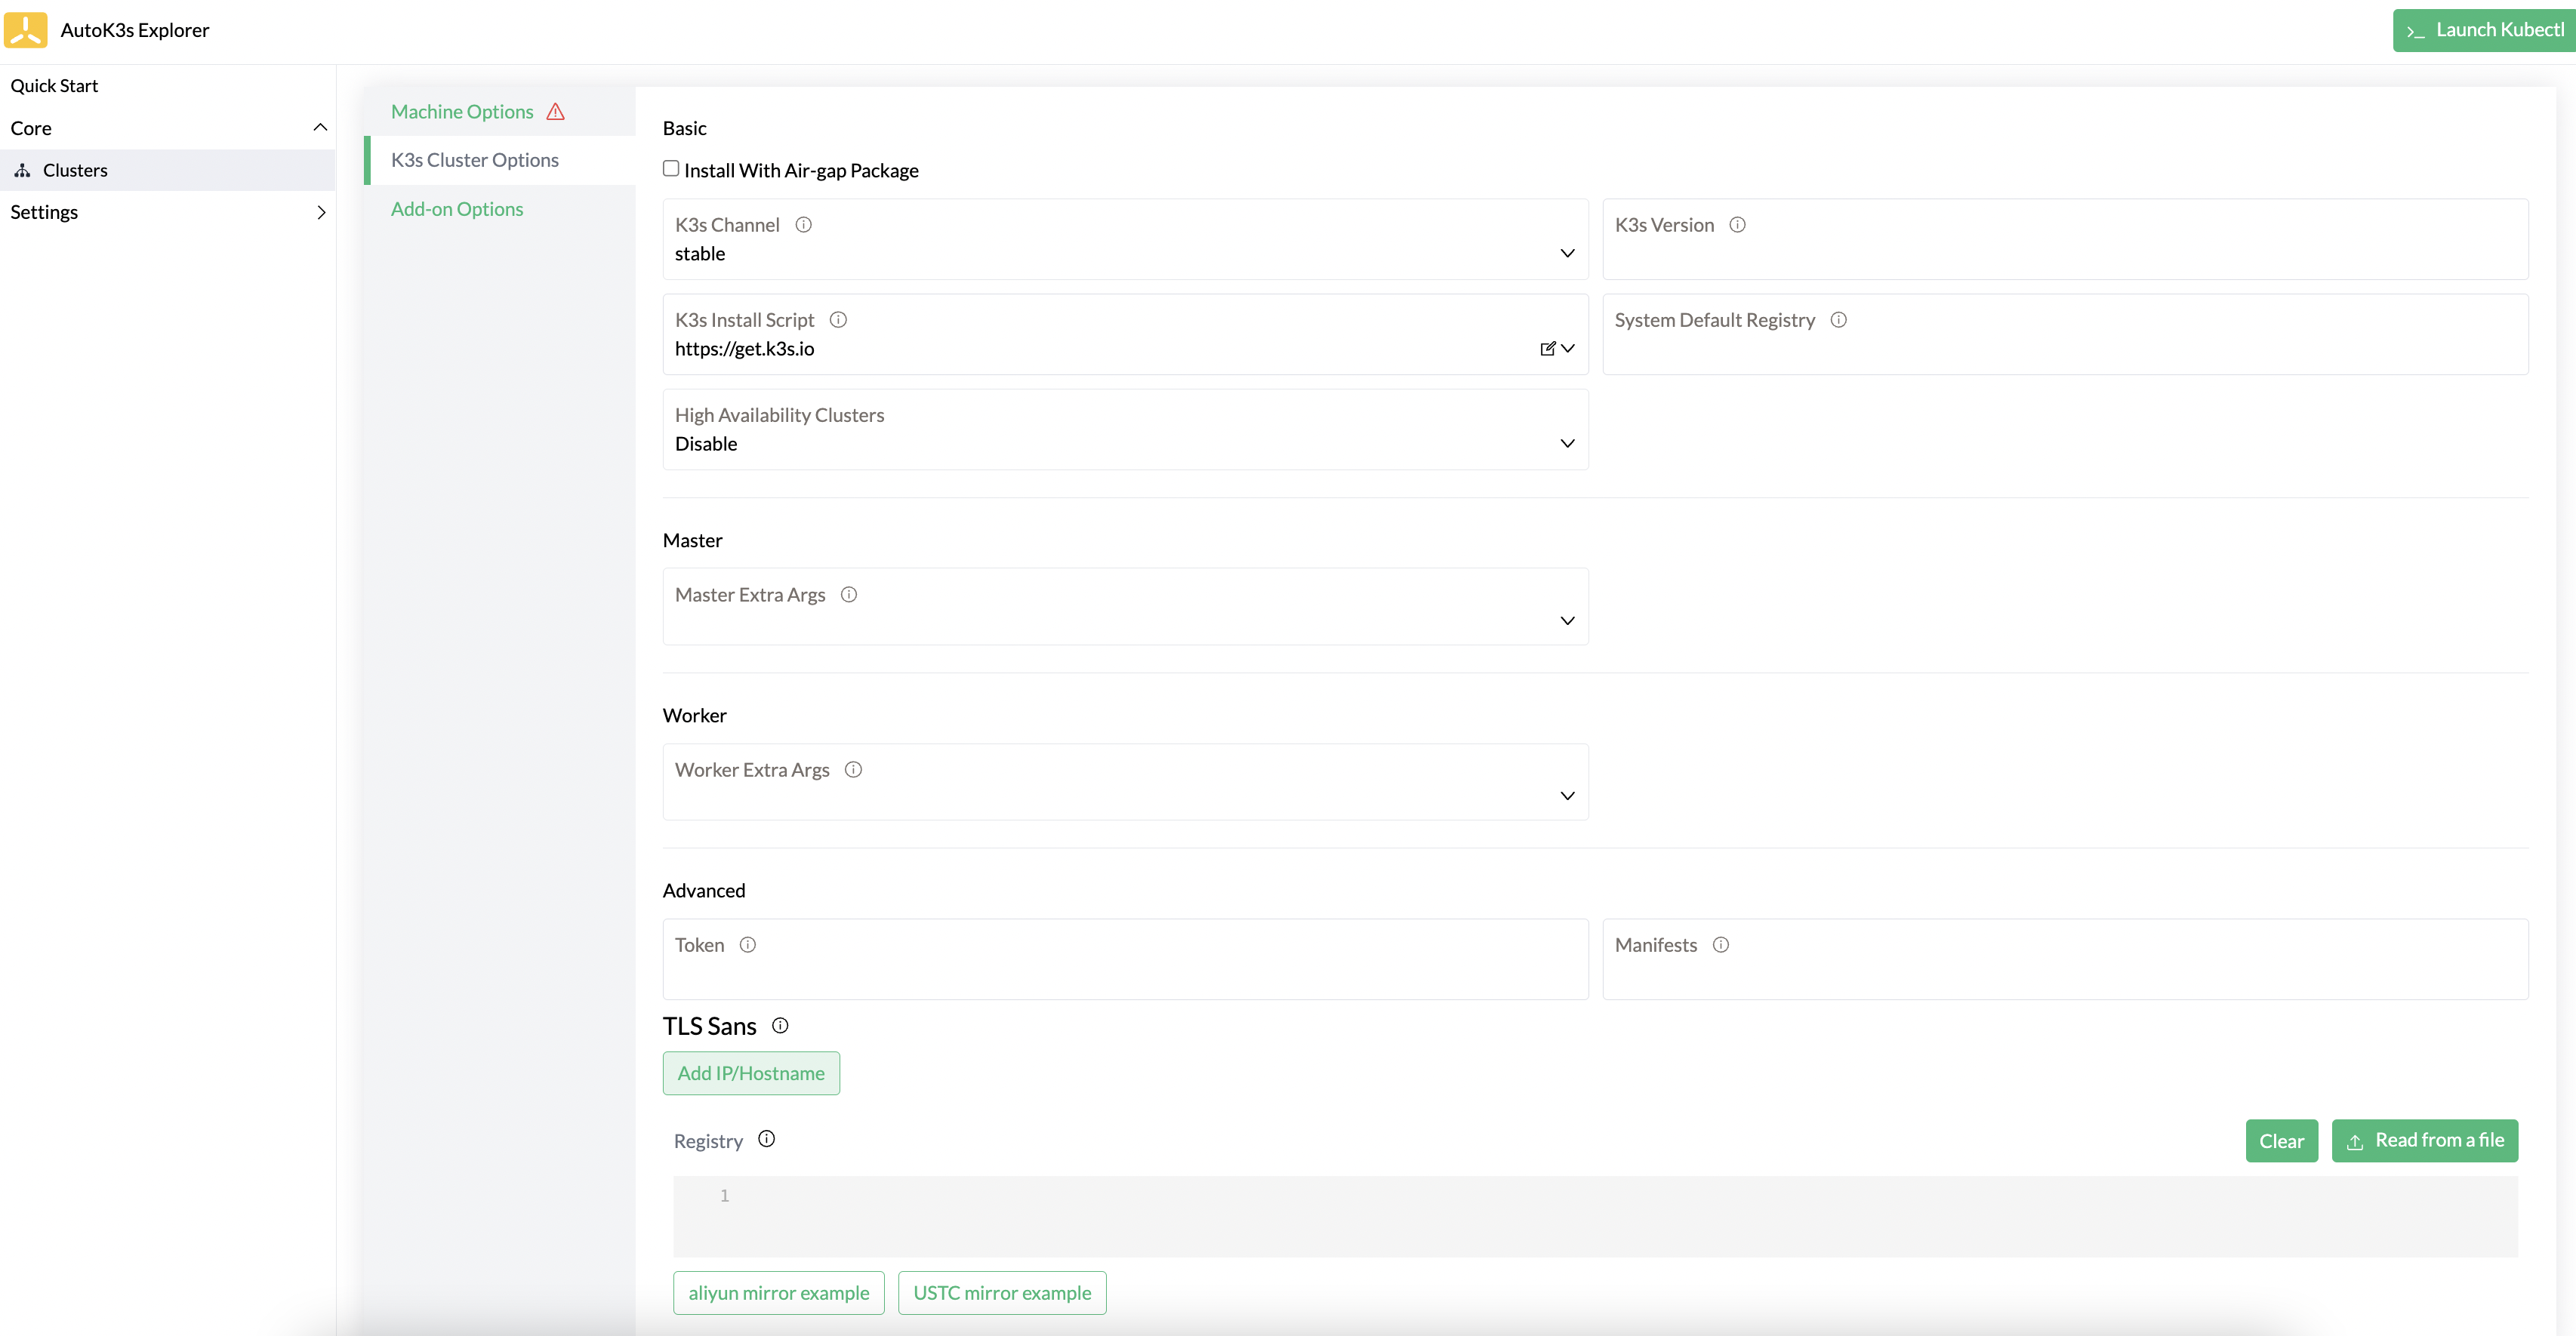 AutoK3s Explorer
Launch Kubectl
Quick Start
Core
Clusters
Settings
Machine Options
K3s Cluster Options
Add-on Options
Basic
Install With Air-gap Package
K3s Channel
stable
K3s Version
K3s Install Script
https://get.k3s.io
System Default Registry
High Availability Clusters
Disable
Master
Master Extra Args
Worker
Worker Extra Args
Advanced
Token
Manifests
TLS Sans
Add IP/Hostname
Registry
Clear
Read from a file
1
aliyun mirror example
USTC mirror example